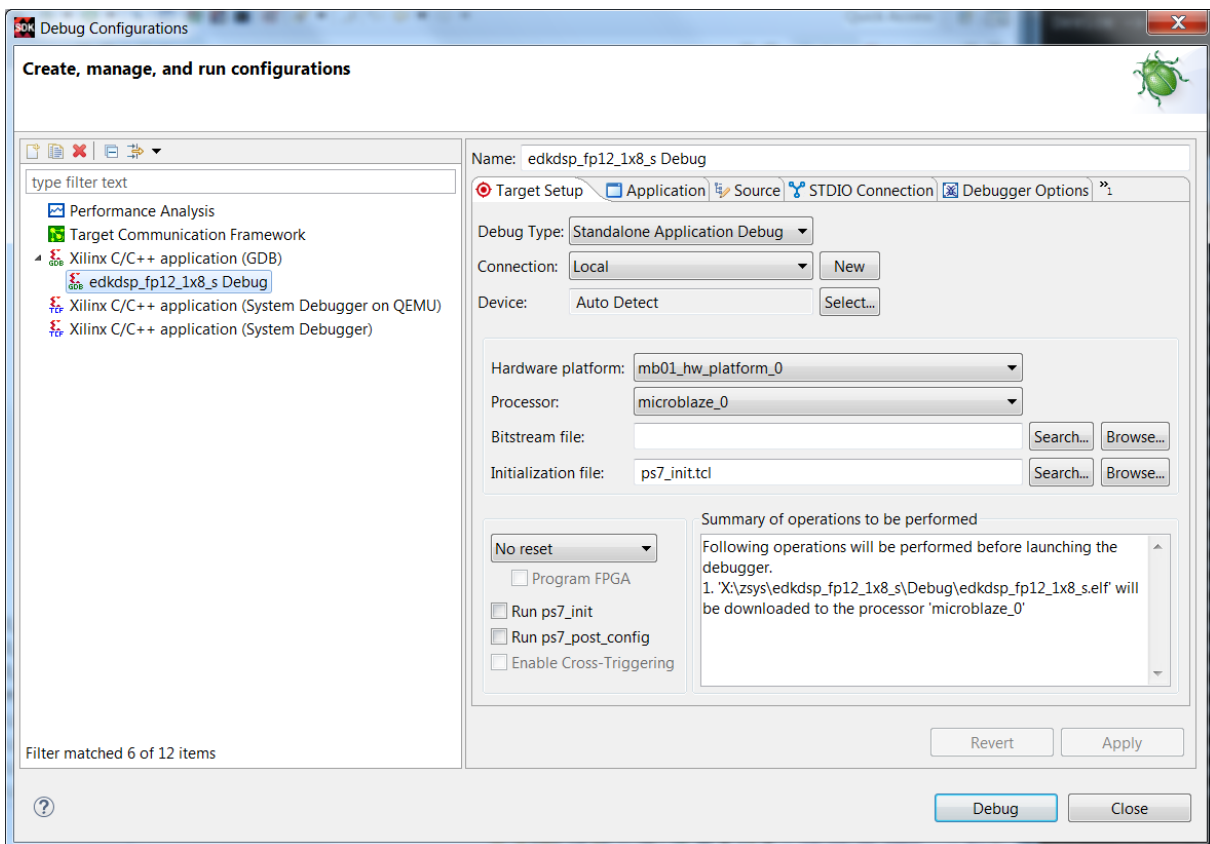 SDK Debug Configurations
X
Create, manage, and run configurations
type filter text
Performance Analysis
Target Communication Framework
GDB Xilinx C/C++ application (GDB)
GDB edkdsp_fp12_1x8_s Debug
TCF Xilinx C/C++ application (System Debugger on QEMU)
TCF Xilinx C/C++ application (System Debugger)
Filter matched 6 of 12 items
Name: edkdsp_fp12_1x8_s Debug
Target Setup Application Source STDIO Connection Debugger Options »1
Debug Type: Standalone Application Debug
Connection: Local New
Device: Auto Detect Select...
Hardware platform: mb01_hw_platform_0
Processor: microblaze_0
Bitstream file: Search... Browse...
Initialization file: ps7_init.tcl Search... Browse...
No reset
Program FPGA
Run ps7_init
Run ps7_post_config
Enable Cross-Triggering
Summary of operations to be performed
Following operations will be performed before launching the
debugger.
1. 'X:\zsys\edkdsp_fp12_1x8_s\Debug\edkdsp_fp12_1x8_s.elf' will
be downloaded to the processor 'microblaze_0'
Revert Apply
? Debug Close